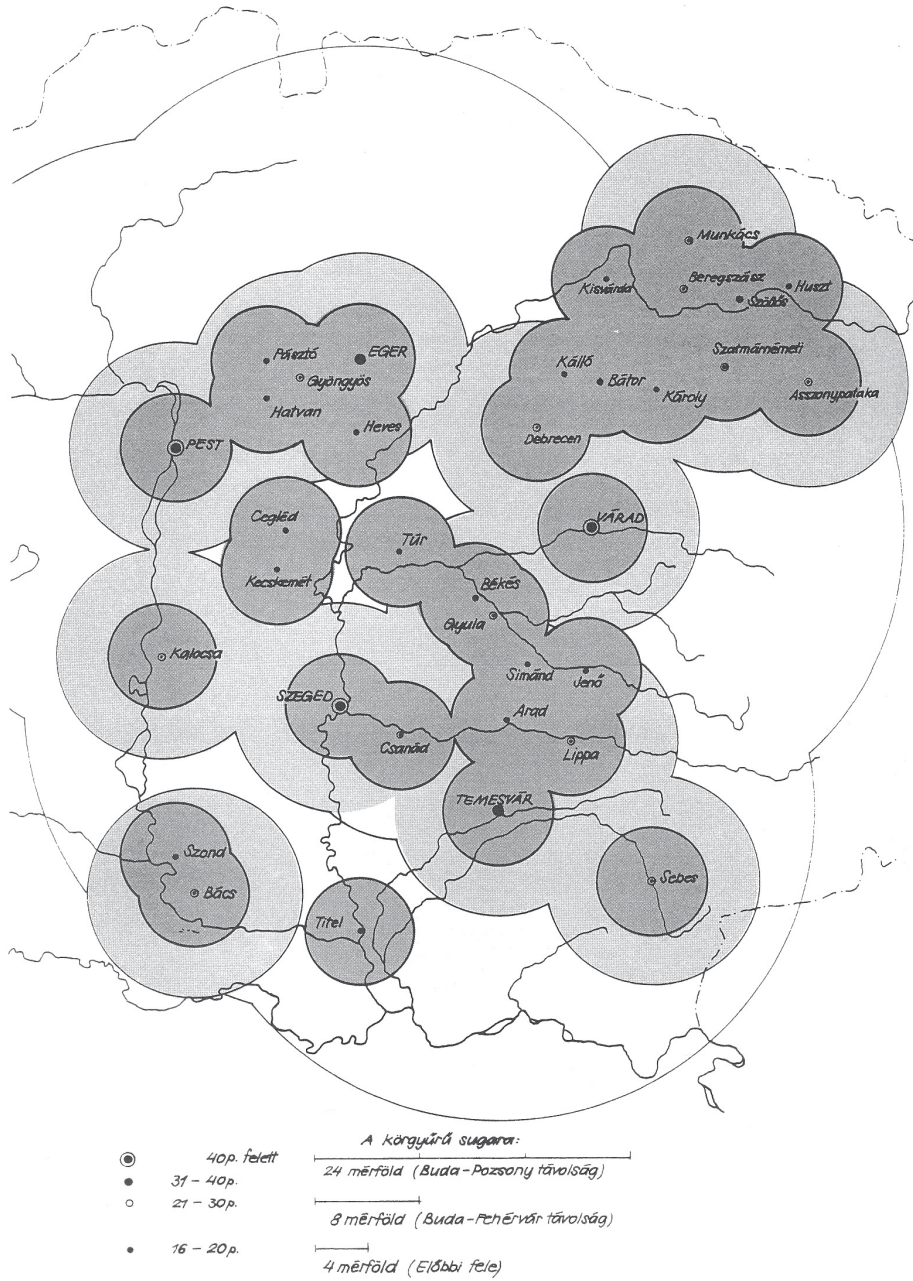 Munkács
Kisvárda
Beregszász
Huszt
Szőllős
Pásztó
EGER
Gyöngyös
Hatvan
Heves
Kálló
Bátor
Károly
Szatmárnémeti
Asszonypataka
Debrecen
PEST
Cegléd
Kecskemét
Túr
VÁRAD
Békés
Gyula
Kalocsa
Simánd
Jenő
SZEGED
Csanád
Arad
Lippa
TEMESVÁR
Szond
Bács
Titel
Sebes
A körgyűrű sugara:
40p. felett
24 mérföld (Buda-Pozsony távolság)
31 - 40p.
21 - 30p.
8 mérföld (Buda-Fehérvár távolság)
16 - 20p.
4 mérföld (Előbbi fele)